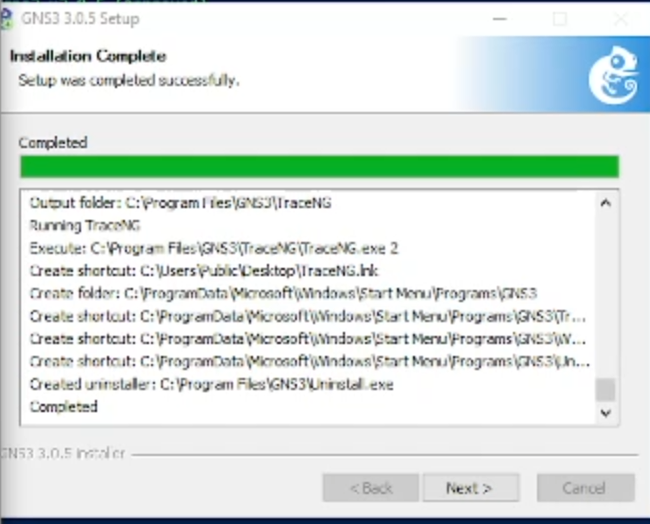 GNS3 3.0.5 Setup
Installation Complete
Setup was completed successfully.
Completed
Output folder: C:\Program Files\GNS3\TraceNG
Running TraceNG
Execute: C:\Program Files\GNS3\TraceNG\TraceNG.exe 2
Create shortcut: C:\Users\Public\Desktop\TraceNG.lnk
Create folder: C:\ProgramData\Microsoft\Windows\Start Menu\Programs\GNS3
Create shortcut: C:\ProgramData\Microsoft\Windows\Start Menu\Programs\GNS3\Tr...
Create shortcut: C:\ProgramData\Microsoft\Windows\Start Menu\Programs\GNS3\W...
Create shortcut: C:\ProgramData\Microsoft\Windows\Start Menu\Programs\GNS3\Un...
Created uninstaller: C:\Program Files\GNS3\Uninstall.exe
Completed
GNS3 3.0.5 installer
< Back Next > Cancel